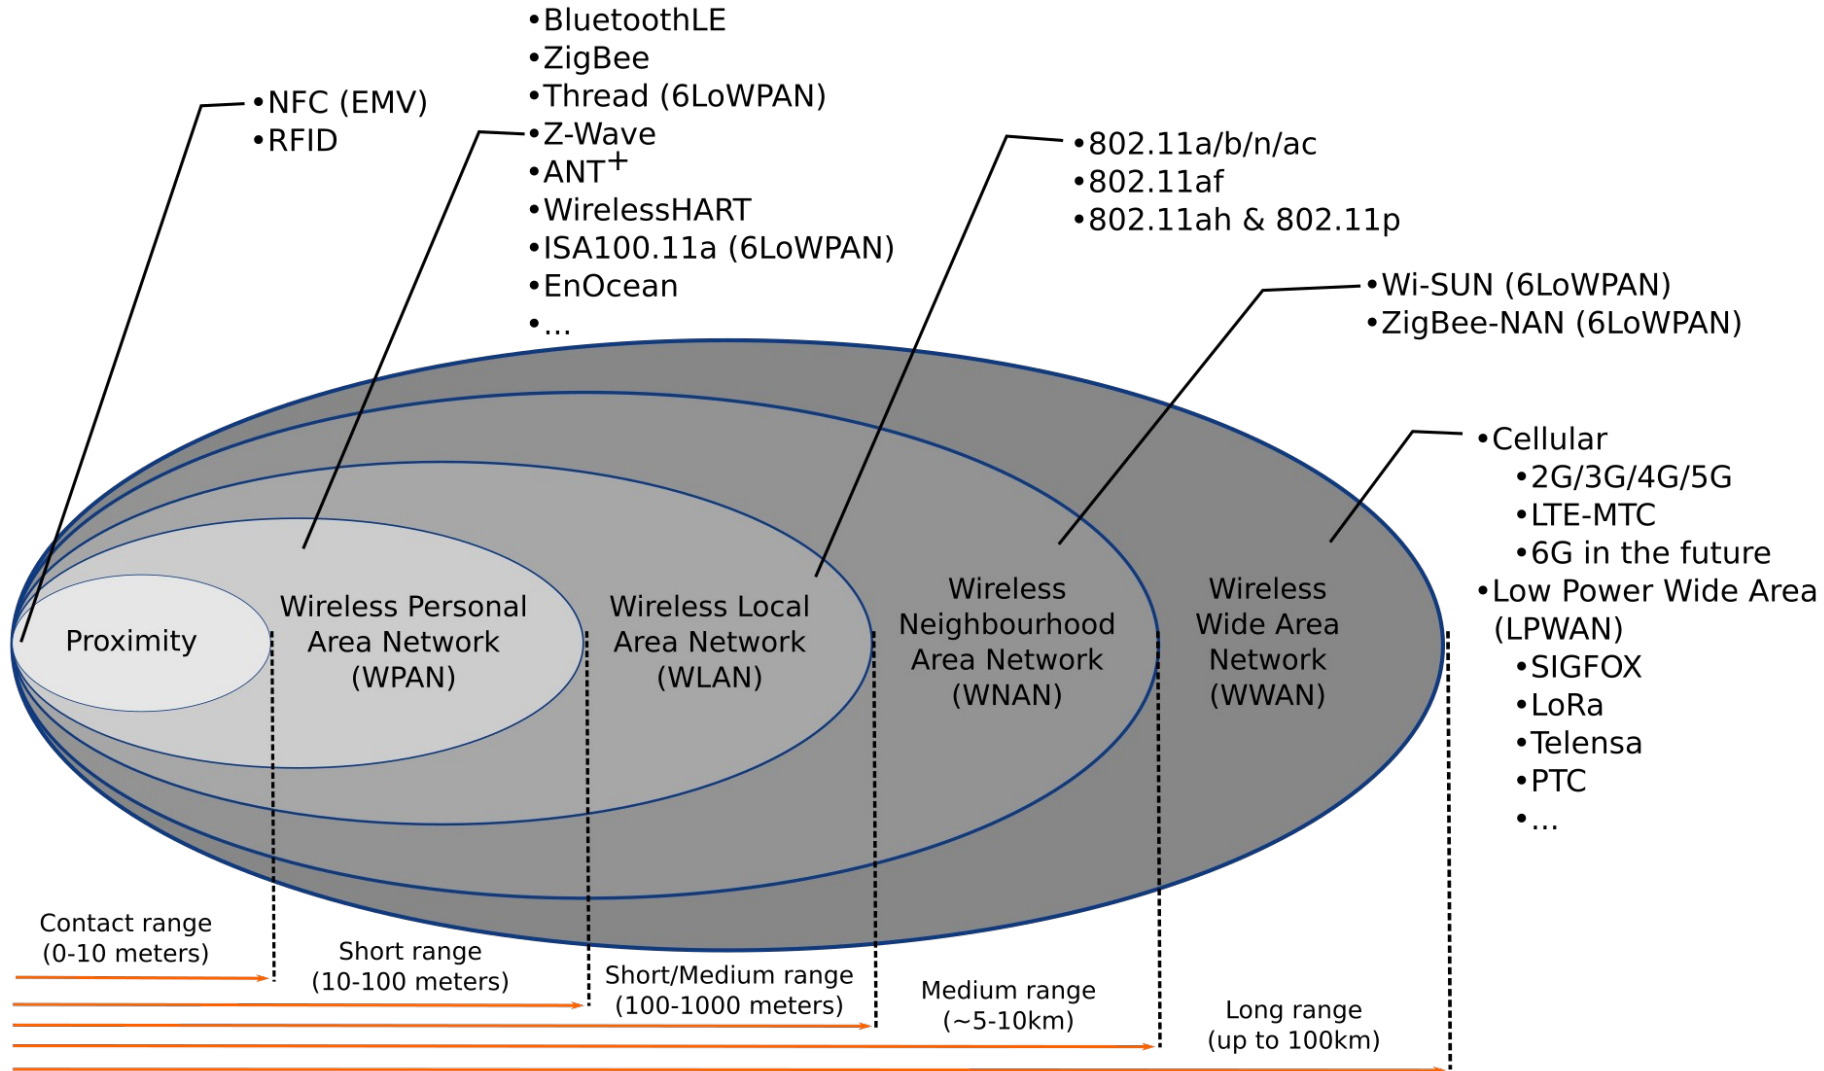 •BluetoothLE
•ZigBee
•Thread (6LoWPAN)
•Z-Wave
•ANT+
•WirelessHART
•ISA100.11a (6LoWPAN)
•EnOcean
•...
•NFC (EMV)
•RFID
•802.11a/b/n/ac
•802.11af
•802.11ah & 802.11p
•Wi-SUN (6LoWPAN)
•ZigBee-NAN (6LoWPAN)
•Cellular
•2G/3G/4G/5G
•LTE-MTC
•6G in the future
•Low Power Wide Area
(LPWAN)
•SIGFOX
•LoRa
•Telensa
•PTC
•...
Proximity
Wireless Personal
Area Network
(WPAN)
Wireless Local
Area Network
(WLAN)
Wireless
Neighbourhood
Area Network
(WNAN)
Wireless
Wide Area
Network
(WWAN)
Contact range
(0-10 meters)
Short range
(10-100 meters)
Short/Medium range
(100-1000 meters)
Medium range
(~5-10km)
Long range
(up to 100km)